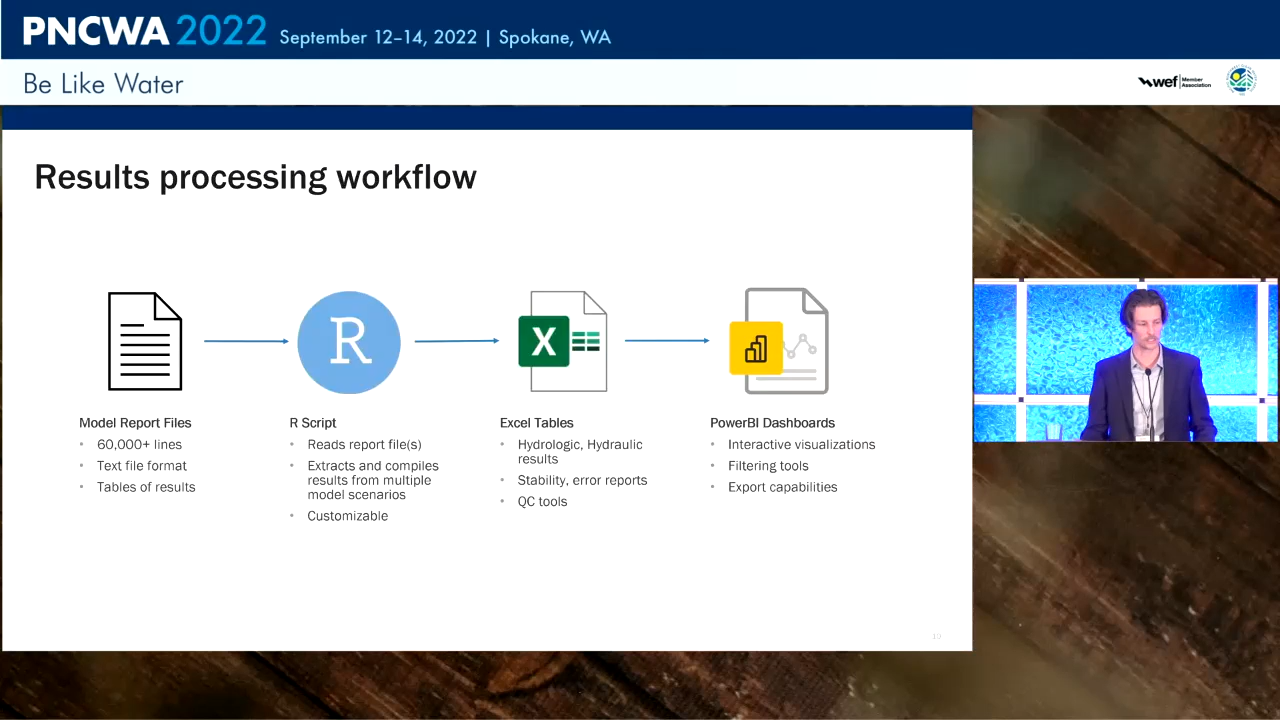 PNCWA 2022 September 12–14, 2022 | Spokane, WA
Be Like Water
wef Member Association
Results processing workflow
R
X
Model Report Files
• 60,000+ lines
• Text file format
• Tables of results
R Script
• Reads report file(s)
• Extracts and compiles
results from multiple
model scenarios
• Customizable
Excel Tables
• Hydrologic, Hydraulic
results
• Stability, error reports
• QC tools
PowerBI Dashboards
• Interactive visualizations
• Filtering tools
• Export capabilities
10